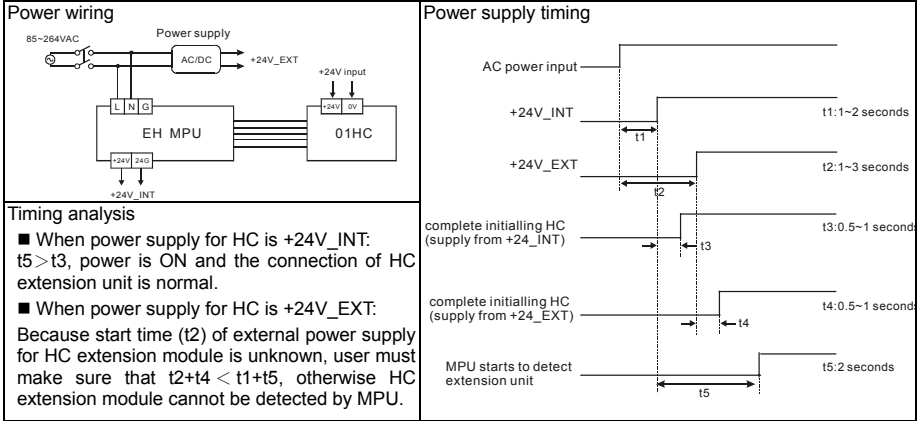 Power wiring
85~264VAC
Power supply
AC/DC
+24V_EXT
+24V input
L N G
+24V 0V
EH MPU
01HC
+24V 24G
+24V_INT
Timing analysis
■ When power supply for HC is +24V_INT:
t5＞t3, power is ON and the connection of HC
extension unit is normal.
■ When power supply for HC is +24V_EXT:
Because start time (t2) of external power supply
for HC extension module is unknown, user must
make sure that t2+t4 ＜ t1+t5, otherwise HC
extension module cannot be detected by MPU.
Power supply timing
AC power input
+24V_INT
t1
t1:1~2 seconds
+24V_EXT
t2
t2:1~3 seconds
complete initialling HC
(supply from +24_INT)
t3
t3:0.5~1 seconds
complete initialling HC
(supply from +24_EXT)
t4
t4:0.5~1 seconds
MPU starts to detect
extension unit
t5
t5:2 seconds